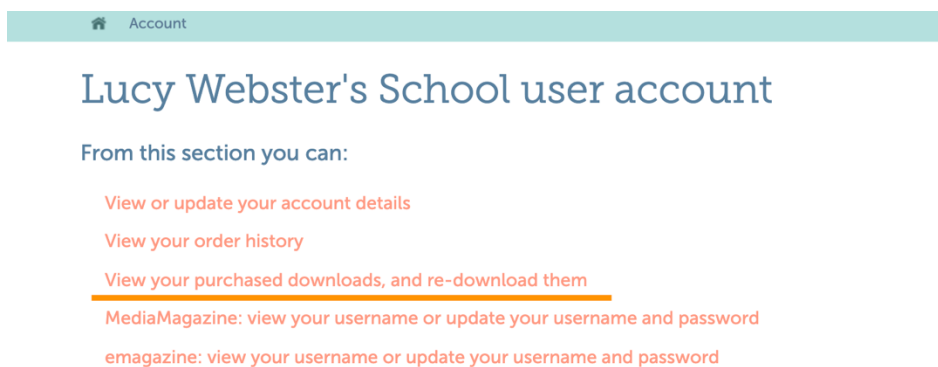 Account
Lucy Webster's School user account
From this section you can:
View or update your account details
View your order history
View your purchased downloads, and re-download them
MediaMagazine: view your username or update your username and password
emagazine: view your username or update your username and password